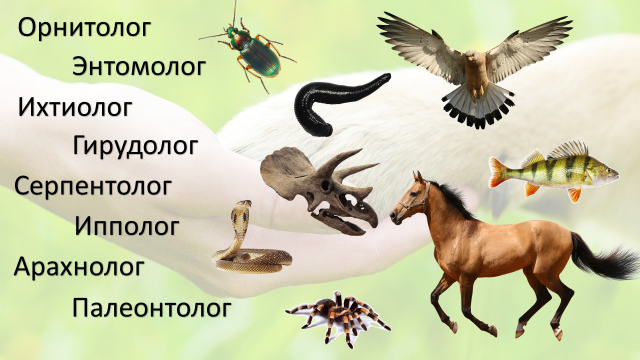 Орнитолог
Энтомолог
Ихтиолог
Гирудолог
Серпентолог
Ипполог
Арахнолог
Палеонтолог